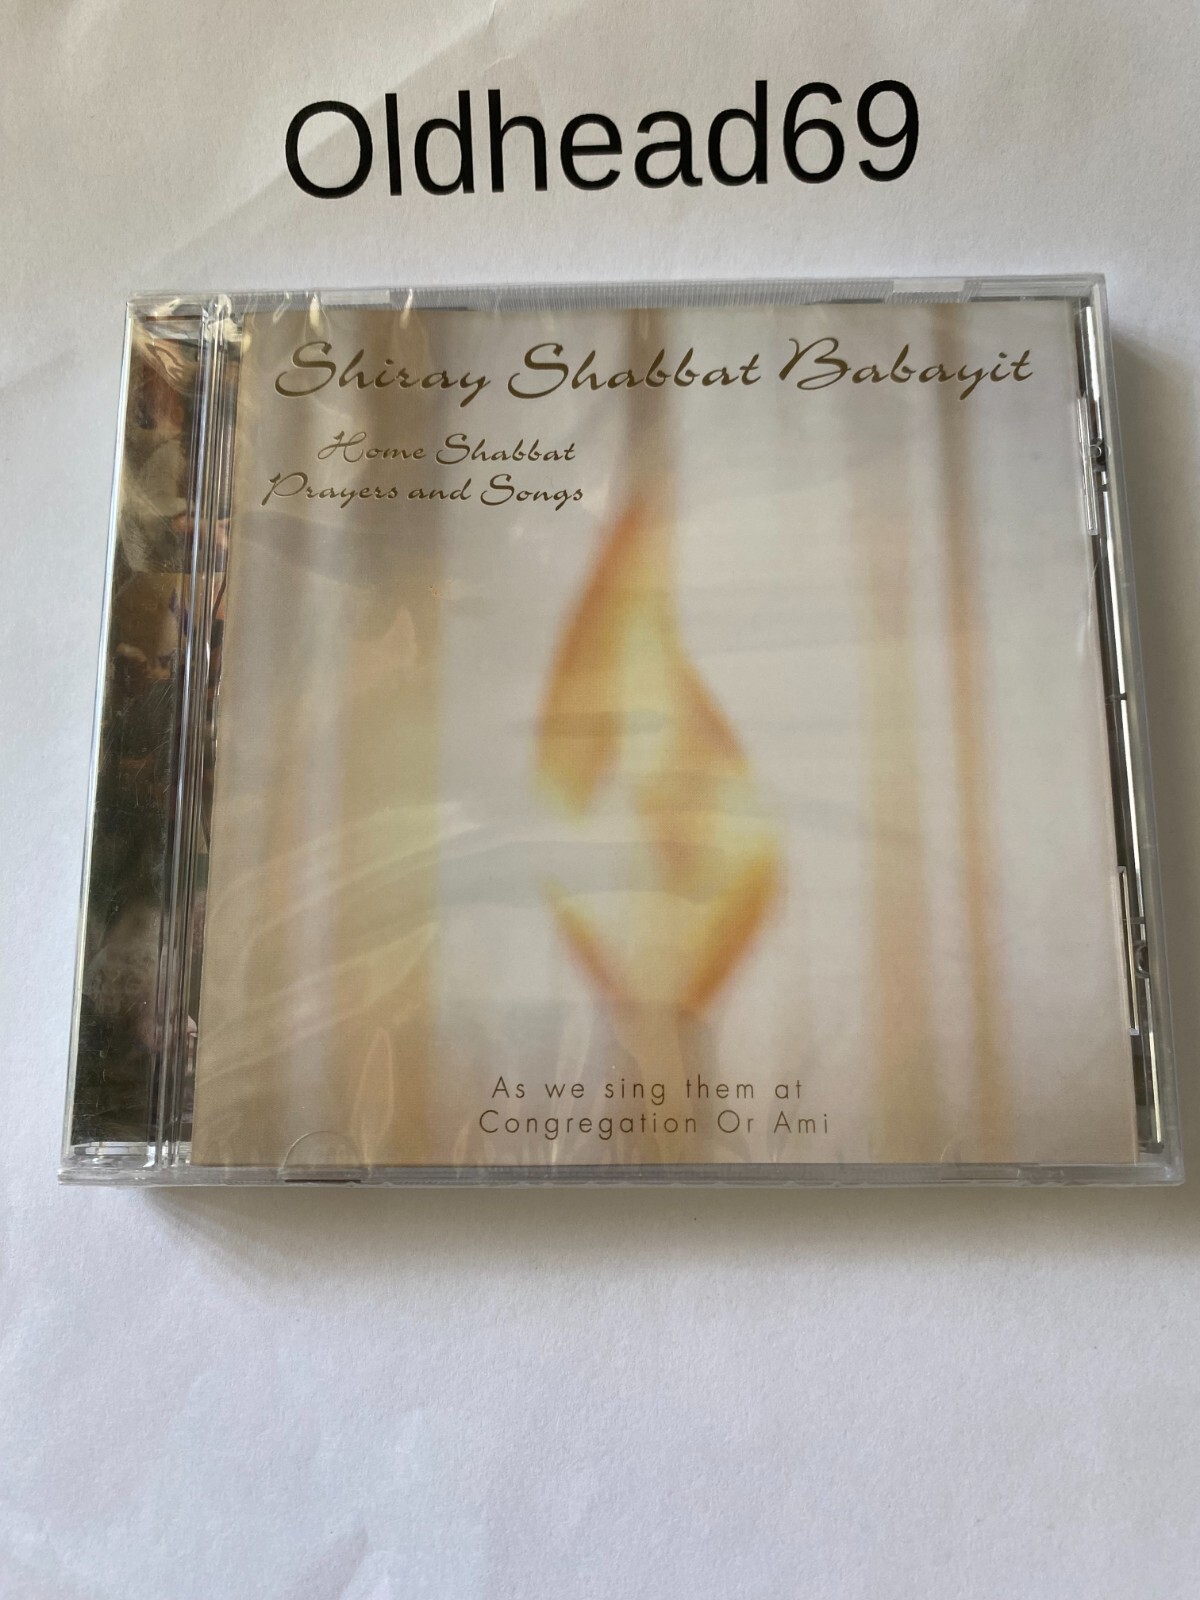 Oldhead69
Shiray Shabbat Babayit
Home Shabbat
Prayers and Songs
As we sing them at
Congregation Or Ami